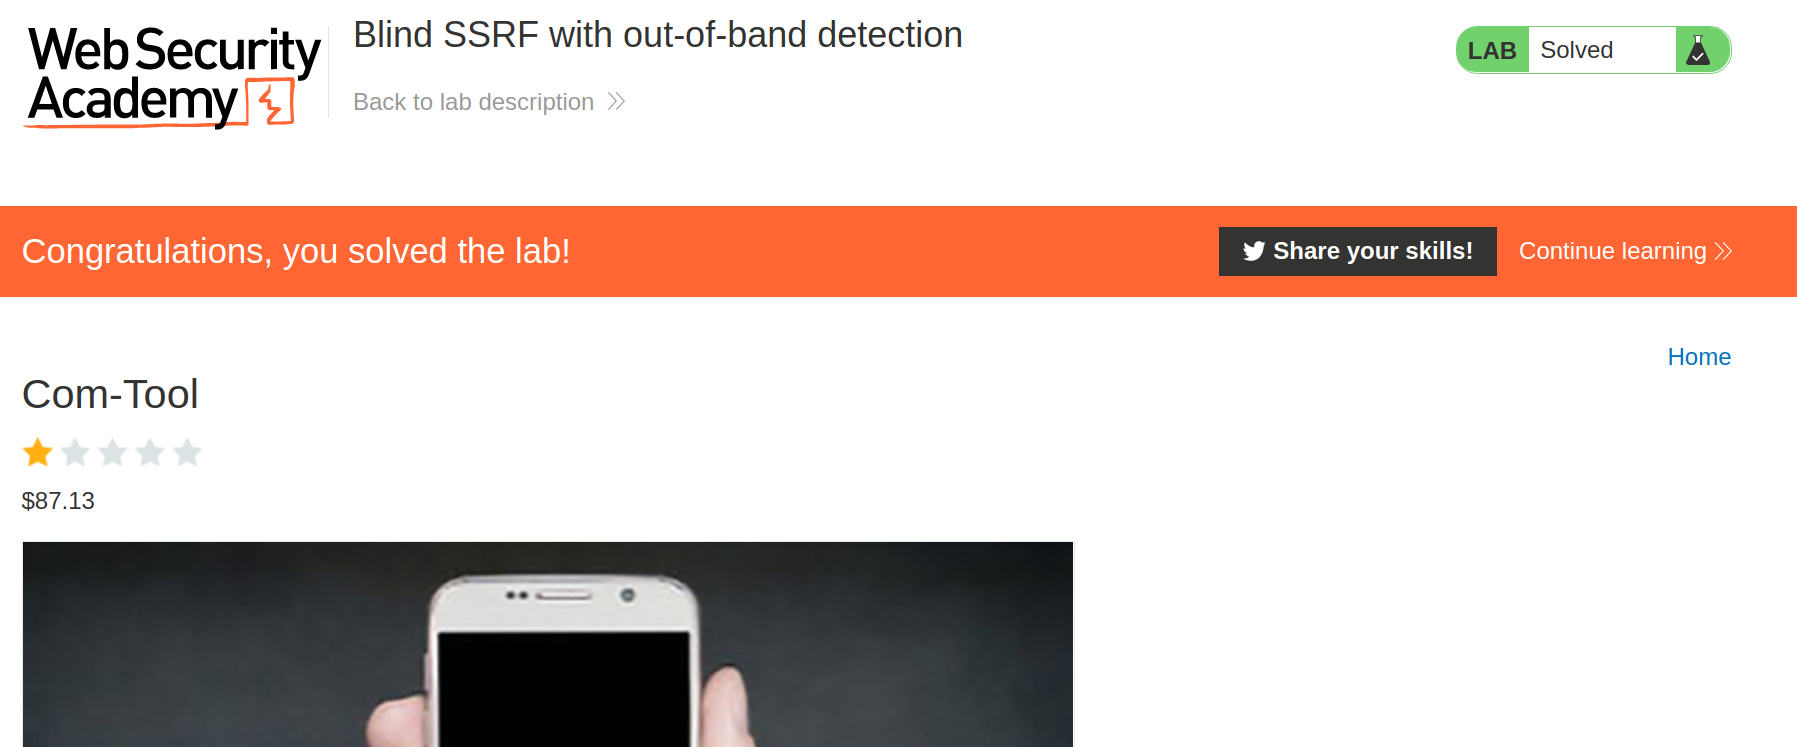 Web Security
Academy
Blind SSRF with out-of-band detection
Back to lab description
LAB Solved
Congratulations, you solved the lab!
Share your skills!
Continue learning
Home
Com-Tool
$87.13